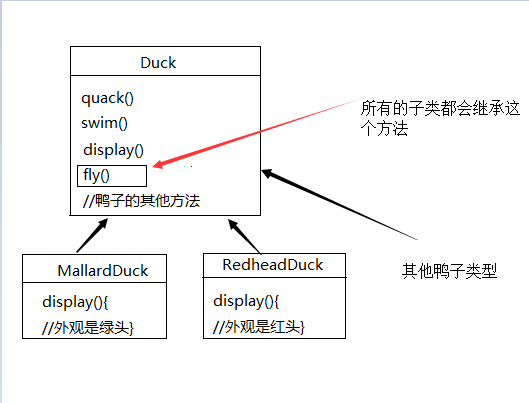 Duck
quack()
swim()
display()
fly()
//鸭子的其他方法
所有的子类都会继承这
个方法
其他鸭子类型
MallardDuck
display(){
//外观是绿头}
RedheadDuck
display(){
//外观是红头}